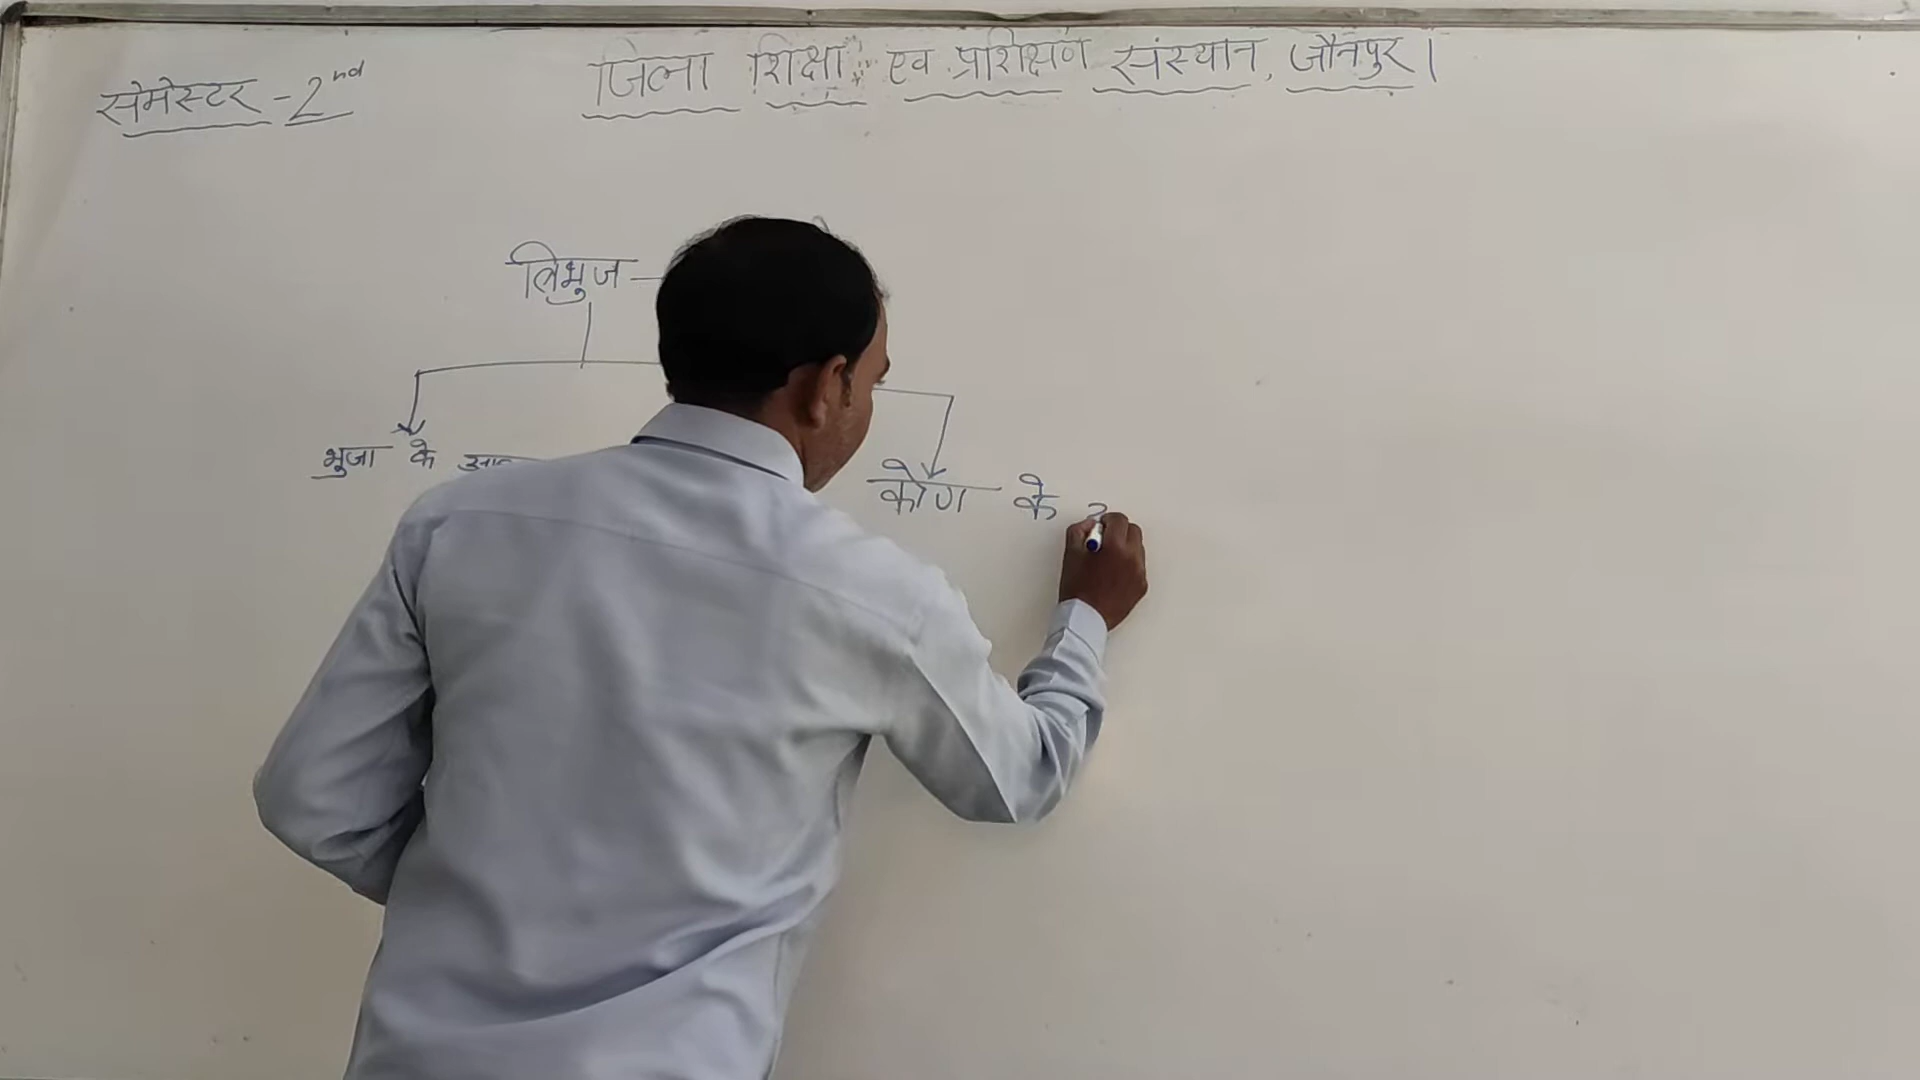 जिला शिक्षा एव प्रशिक्षण संस्थान, जौनपुर।
सेमेस्टर - 2nd
त्रिभुज -
भुजा के
कोण के